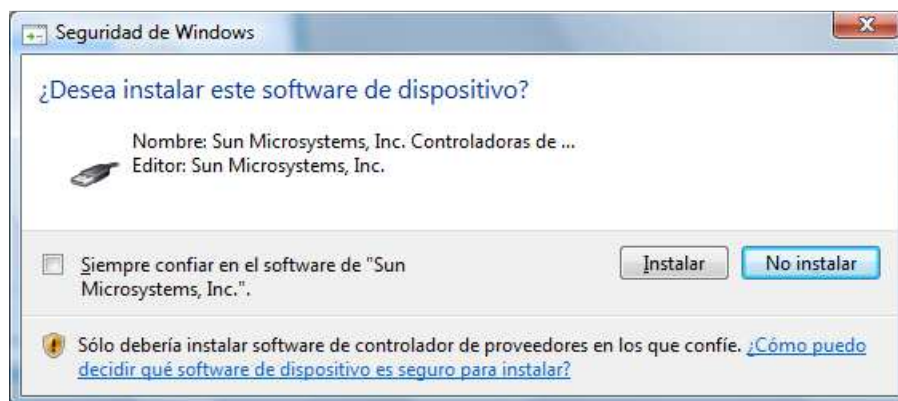 Seguridad de Windows
¿Desea instalar este software de dispositivo?
Nombre: Sun Microsystems, Inc. Controladoras de ...
Editor: Sun Microsystems, Inc.
Siempre confiar en el software de "Sun
Microsystems, Inc.".
Instalar
No instalar
Sólo debería instalar software de controlador de proveedores en los que confíe. ¿Cómo puedo
decidir qué software de dispositivo es seguro para instalar?